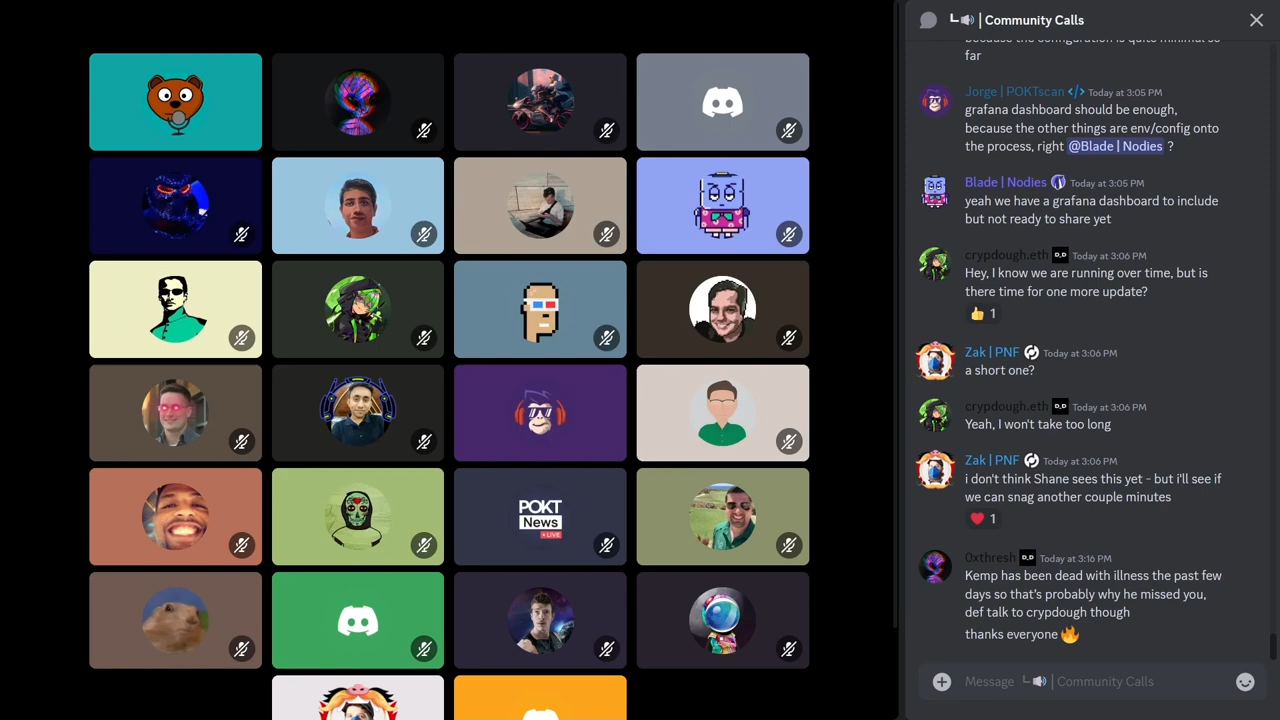 POKT
News
LIVE
| Community Calls
because the configuration is quite minimal so
far
Jorge | POKTscan </> Today at 3:05 PM
grafana dashboard should be enough,
because the other things are env/config onto
the process, right @Blade | Nodies ?
Blade | Nodies Today at 3:05 PM
yeah we have a grafana dashboard to include
but not ready to share yet
crypdough.eth D,D Today at 3:06 PM
Hey, I know we are running over time, but is
there time for one more update?
1
Zak | PNF Today at 3:06 PM
a short one?
crypdough.eth D,D Today at 3:06 PM
Yeah, I won't take too long
Zak | PNF Today at 3:06 PM
i don't think Shane sees this yet - but i'll see if
we can snag another couple minutes
1
0xthresh D,D Today at 3:16 PM
Kemp has been dead with illness the past few
days so that's probably why he missed you,
def talk to crypdough though
thanks everyone
Message | Community Calls